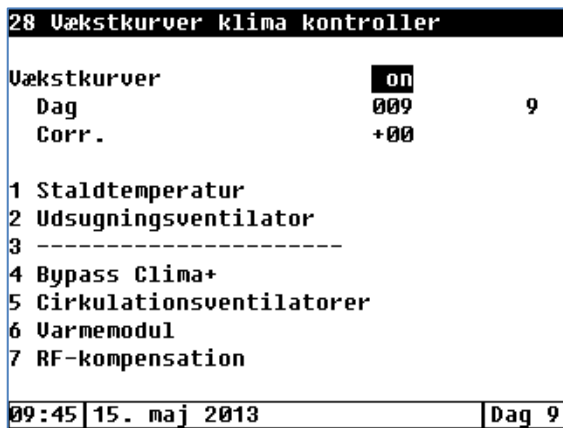 28 Vækstkurver klima kontroller
Vækstkurver on
Dag 009 9
Corr. +00
1 Staldtemperatur
2 Udsugningsventilator
3 ----------------------
4 Bypass Clima+
5 Cirkulationsventilatorer
6 Varmemodul
7 RF-kompensation
09:45 15. maj 2013 Dag 9